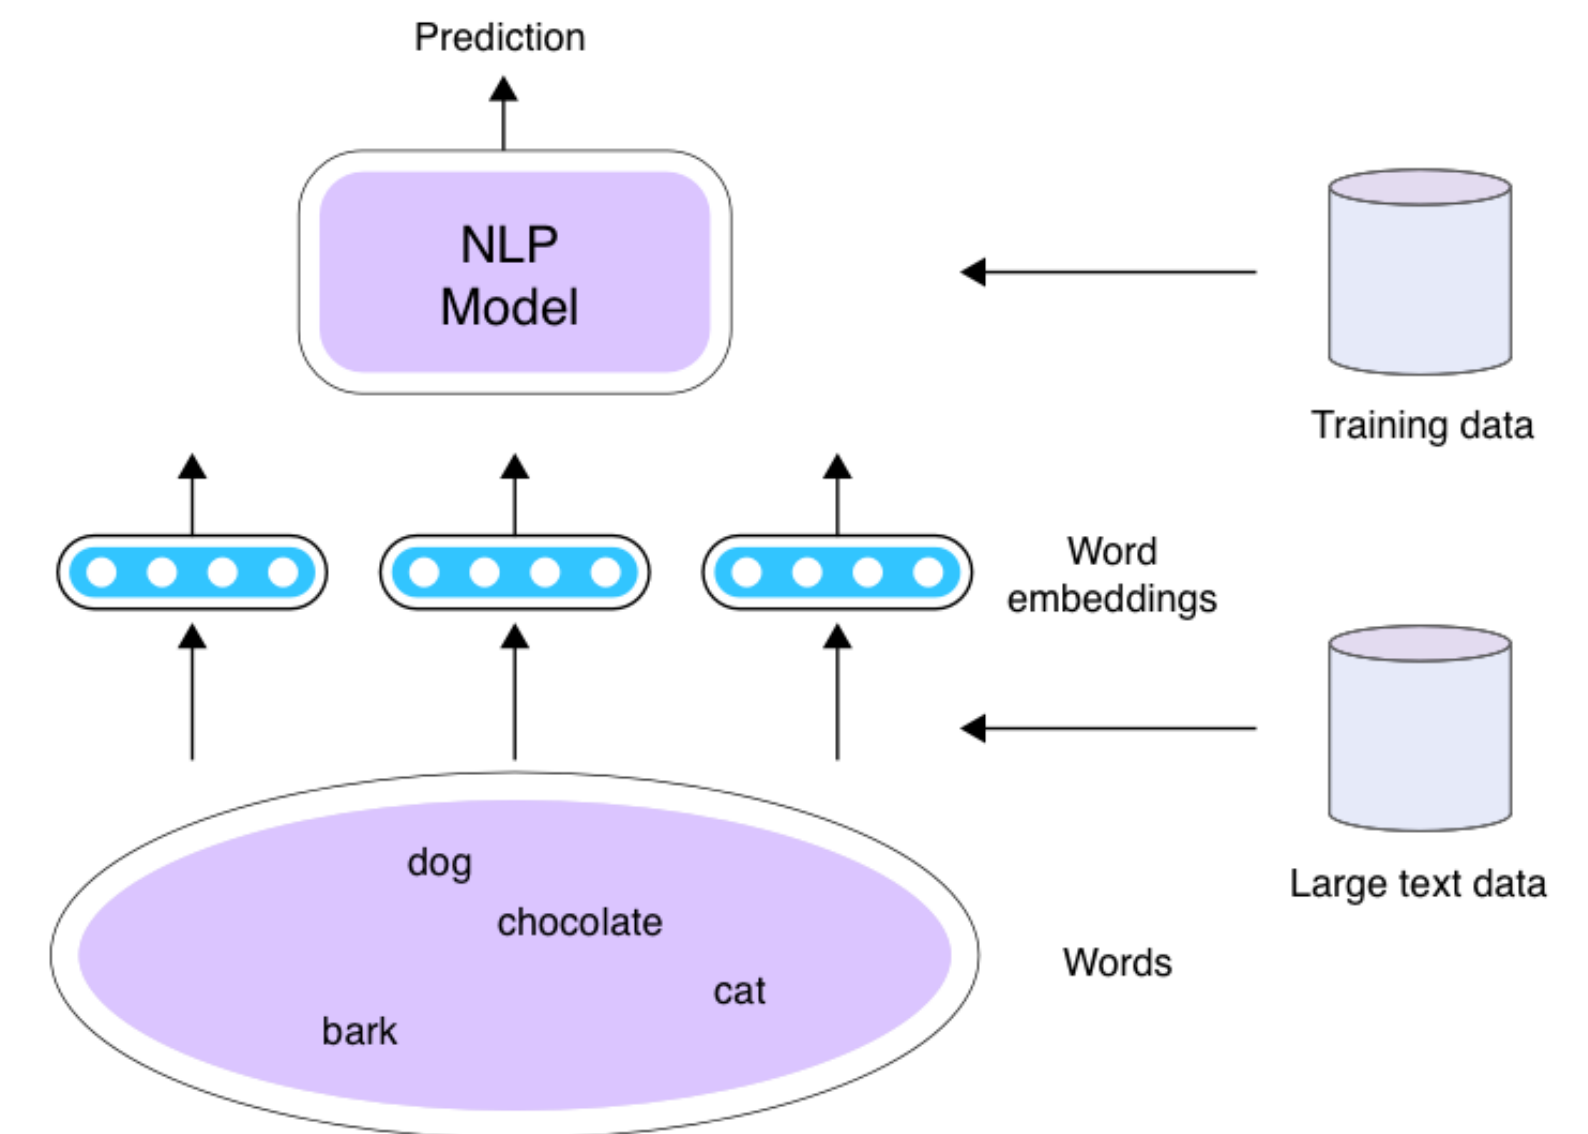 Prediction
NLP
Model
Training data
Word
embeddings
Large text data
dog
chocolate
cat
bark
Words